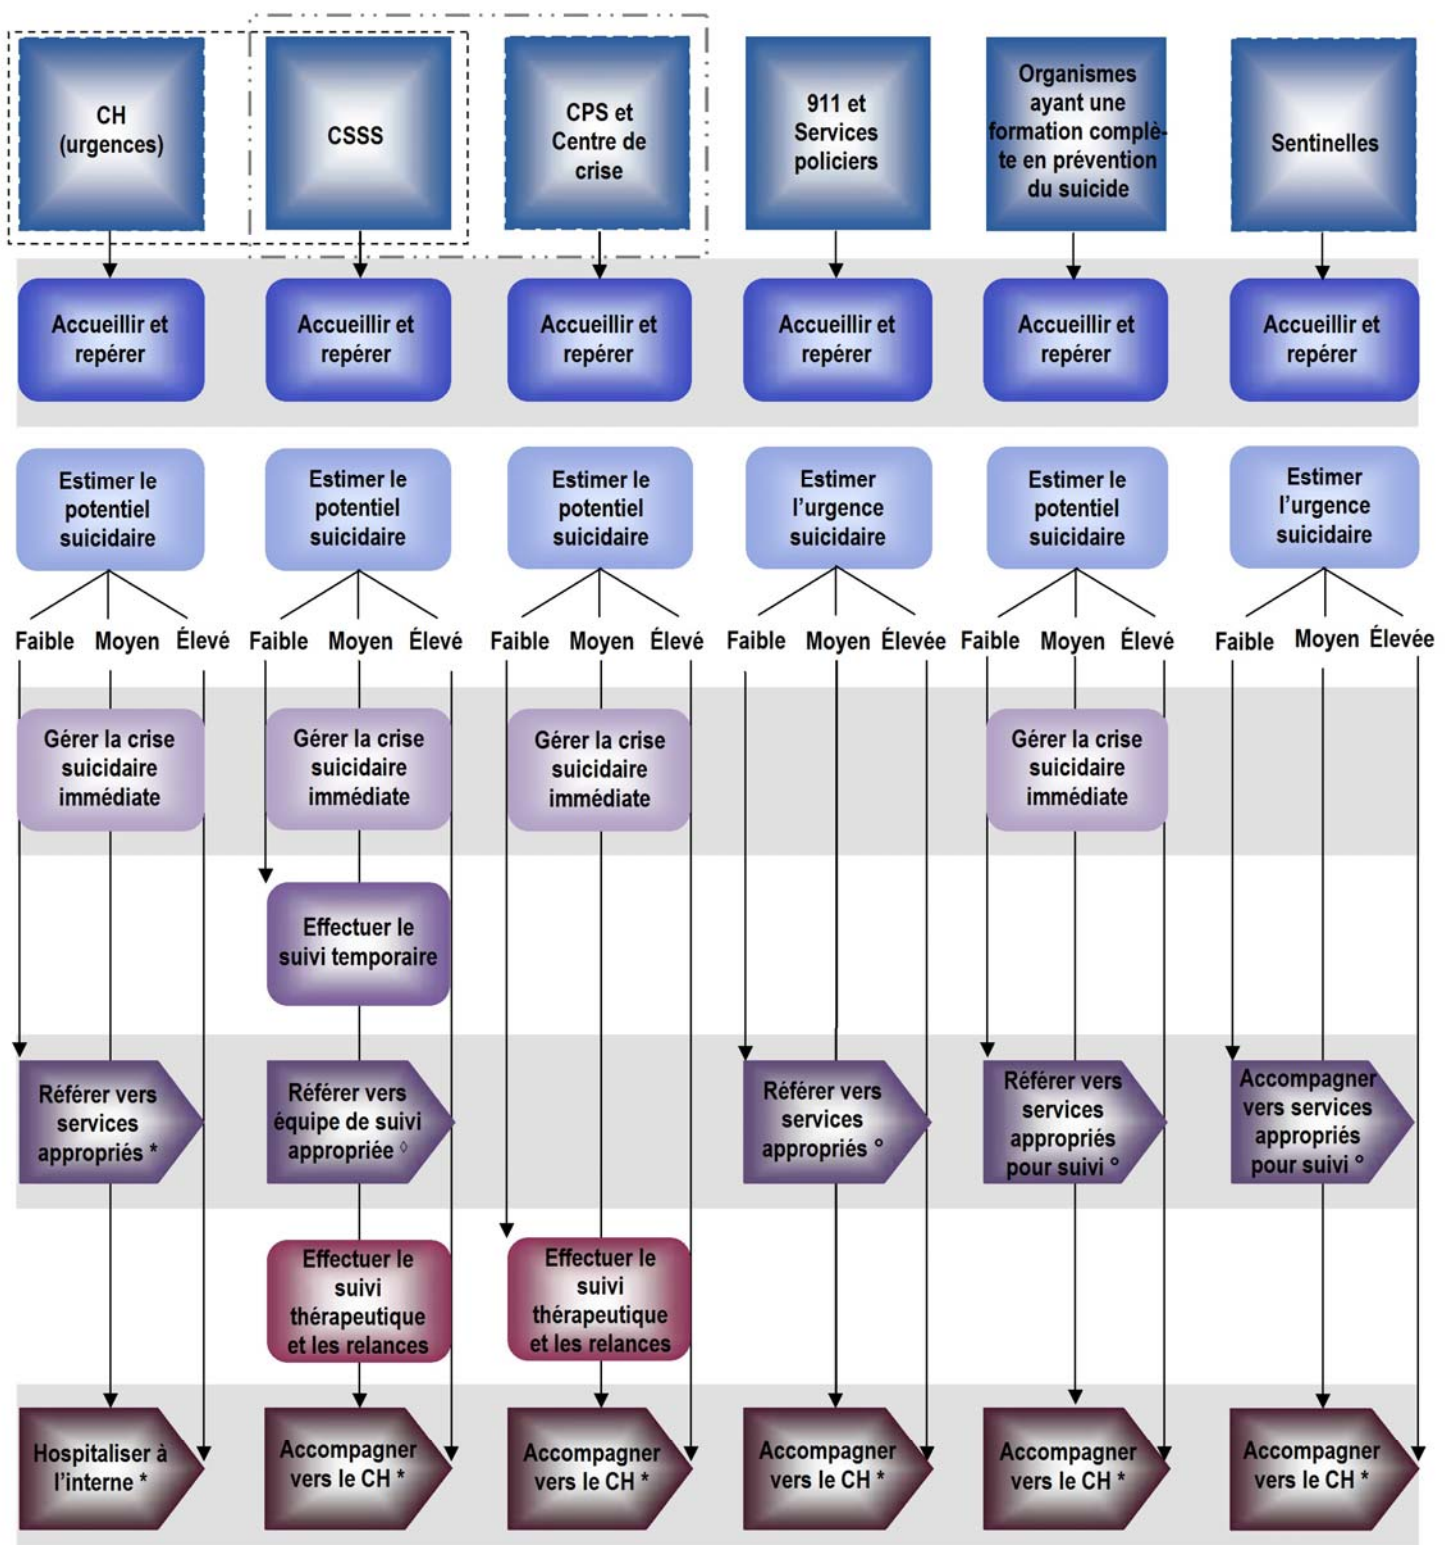 CH
(urgences)
CSSS
CPS et
Centre de
crise
911 et
Services
policiers
Organismes
ayant une
formation complè-
te en prévention
du suicide
Sentinelles
Accueillir et
repérer
Accueillir et
repérer
Accueillir et
repérer
Accueillir et
repérer
Accueillir et
repérer
Accueillir et
repérer
Estimer le
potentiel
suicidaire
Estimer le
potentiel
suicidaire
Estimer le
potentiel
suicidaire
Estimer
l’urgence
suicidaire
Estimer le
potentiel
suicidaire
Estimer
l’urgence
suicidaire
Faible Moyen Élevé
Faible Moyen Élevé
Faible Moyen Élevé
Faible Moyen Élevée
Faible Moyen Élevé
Faible Moyen Élevée
Gérer la crise
suicidaire
immédiate
Gérer la crise
suicidaire
immédiate
Gérer la crise
suicidaire
immédiate
Gérer la crise
suicidaire
immédiate
Effectuer le
suivi temporaire
Référer vers
services
appropriés *
Référer vers
équipe de suivi
appropriée ◊
Référer vers
services
appropriés °
Référer vers
services
appropriés
pour suivi °
Accompagner
vers services
appropriés
pour suivi °
Effectuer le
suivi
thérapeutique
et les relances
Effectuer le
suivi
thérapeutique
et les relances
Hospitaliser à
l’interne *
Accompagner
vers le CH *
Accompagner
vers le CH *
Accompagner
vers le CH *
Accompagner
vers le CH *
Accompagner
vers le CH *